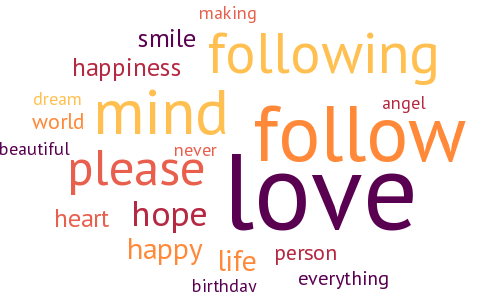 making
smile
following
happiness
dream
mind
angel
world
follow
beautiful
never
please
love
heart
hope
happy
life
person
everything
birthday